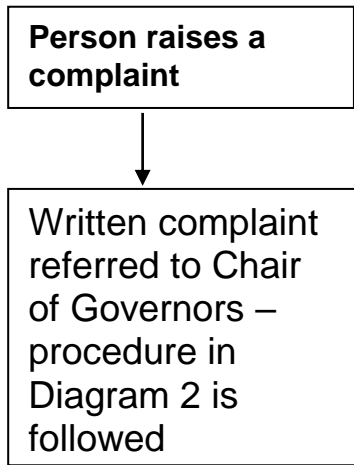 Person raises a
complaint
Written complaint
referred to Chair
of Governors –
procedure in
Diagram 2 is
followed